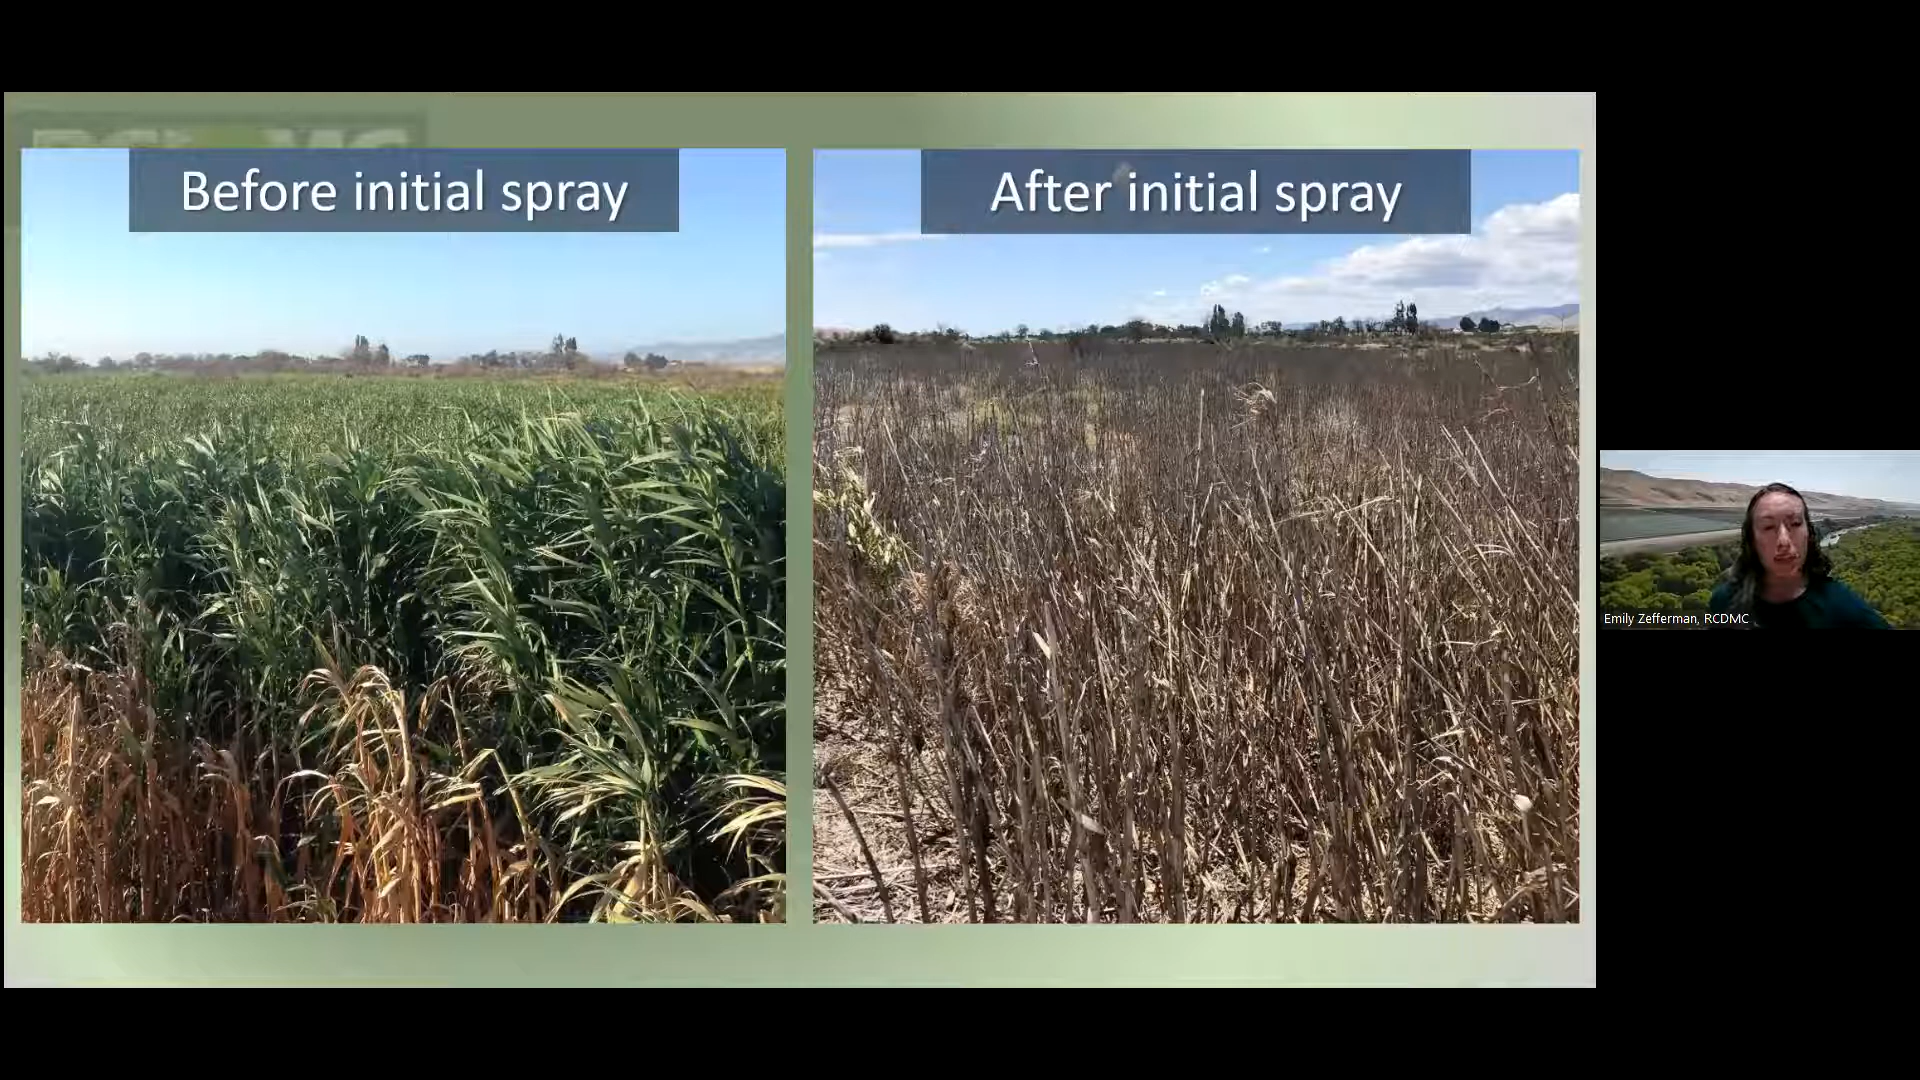 Before initial spray
After initial spray
Emily Zefferman, RCDMC